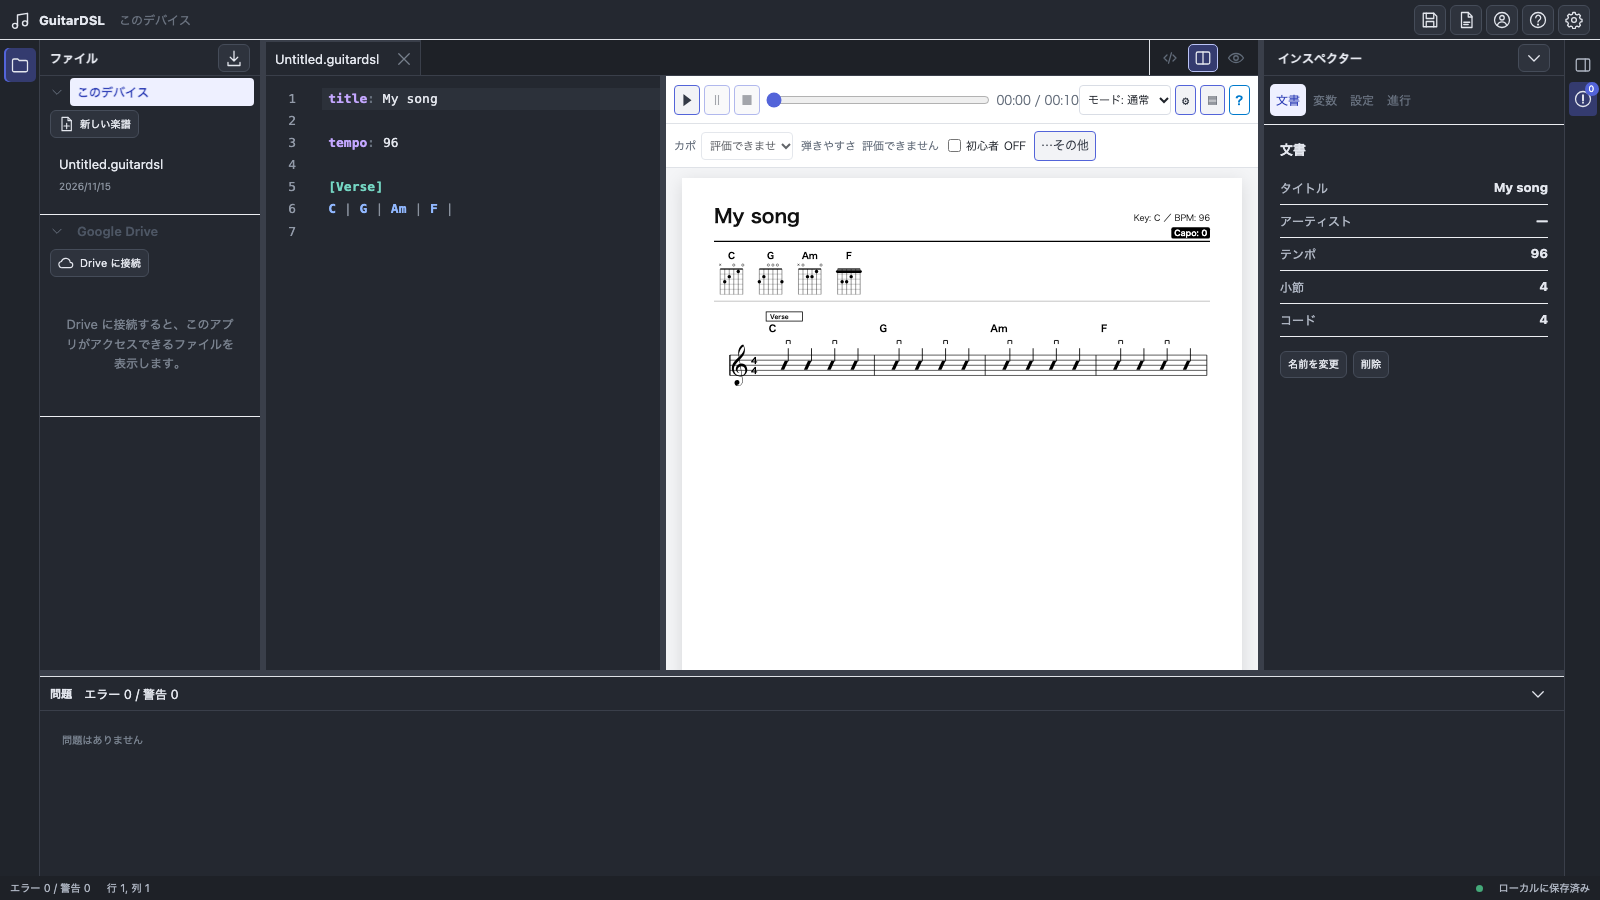 GuitarDSL このデバイス
ファイル
このデバイス
新しい楽譜
Untitled.guitardsl
2026/11/15
Google Drive
Drive に接続
Drive に接続すると、このアプ
リがアクセスできるファイルを
表示します。
Untitled.guitardsl
1 title: My song
2
3 tempo: 96
4
5 [Verse]
6 C | G | Am | F |
7
00:00 / 00:10 モード: 通常 ?
カポ 評価できませ 弾きやすさ 評価できません 初心者 OFF …その他
My song
Key: C / BPM: 96
Capo: 0
C G Am F
Verse
C G Am F
4
4
インスペクター
文書 変数 設定 進行
文書
タイトル My song
アーティスト —
テンポ 96
小節 4
コード 4
名前を変更 削除
0
問題 エラー 0 / 警告 0
問題はありません
エラー 0 / 警告 0 行 1, 列 1
ローカルに保存済み